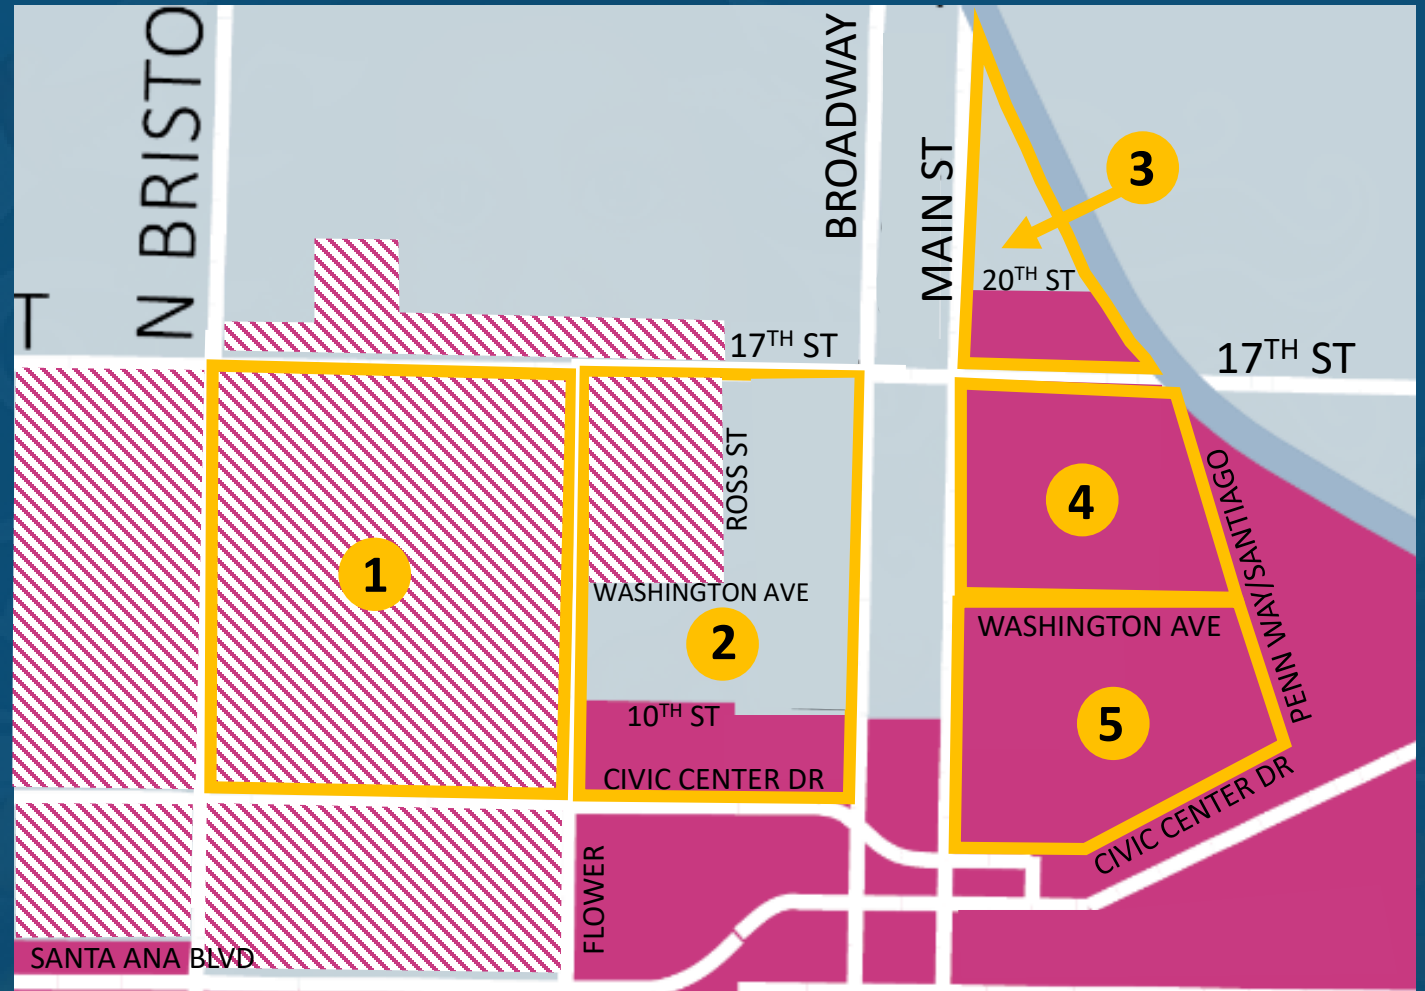 N BRISTO
BROADWAY
MAIN ST
3
20TH ST
T
17TH ST
17TH ST
ROSS ST
4
PENN WAY/SANTIAGO
1
WASHINGTON AVE
2
WASHINGTON AVE
10TH ST
5
CIVIC CENTER DR
CIVIC CENTER DR
FLOWER
SANTA ANA BLVD